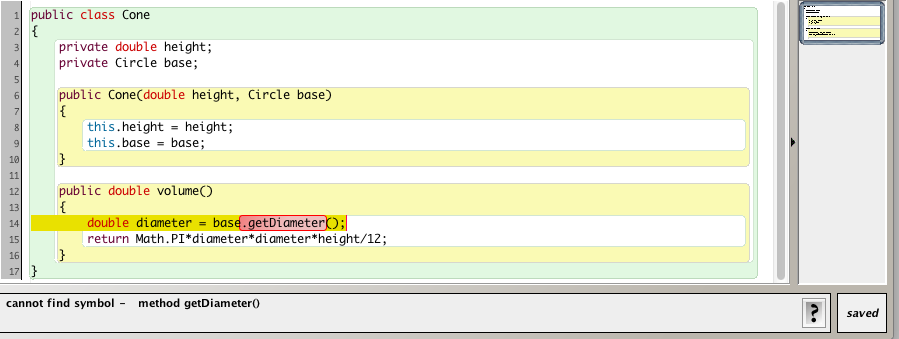 1 public class Cone
2 {
3 private double height;
4 private Circle base;
5
6 public Cone(double height, Circle base)
7 {
8 this.height = height;
9 this.base = base;
10 }
11
12 public double volume()
13 {
14 double diameter = base.getDiameter();
15 return Math.PI*diameter*diameter*height/12;
16 }
17 }
cannot find symbol - method getDiameter()
?
saved